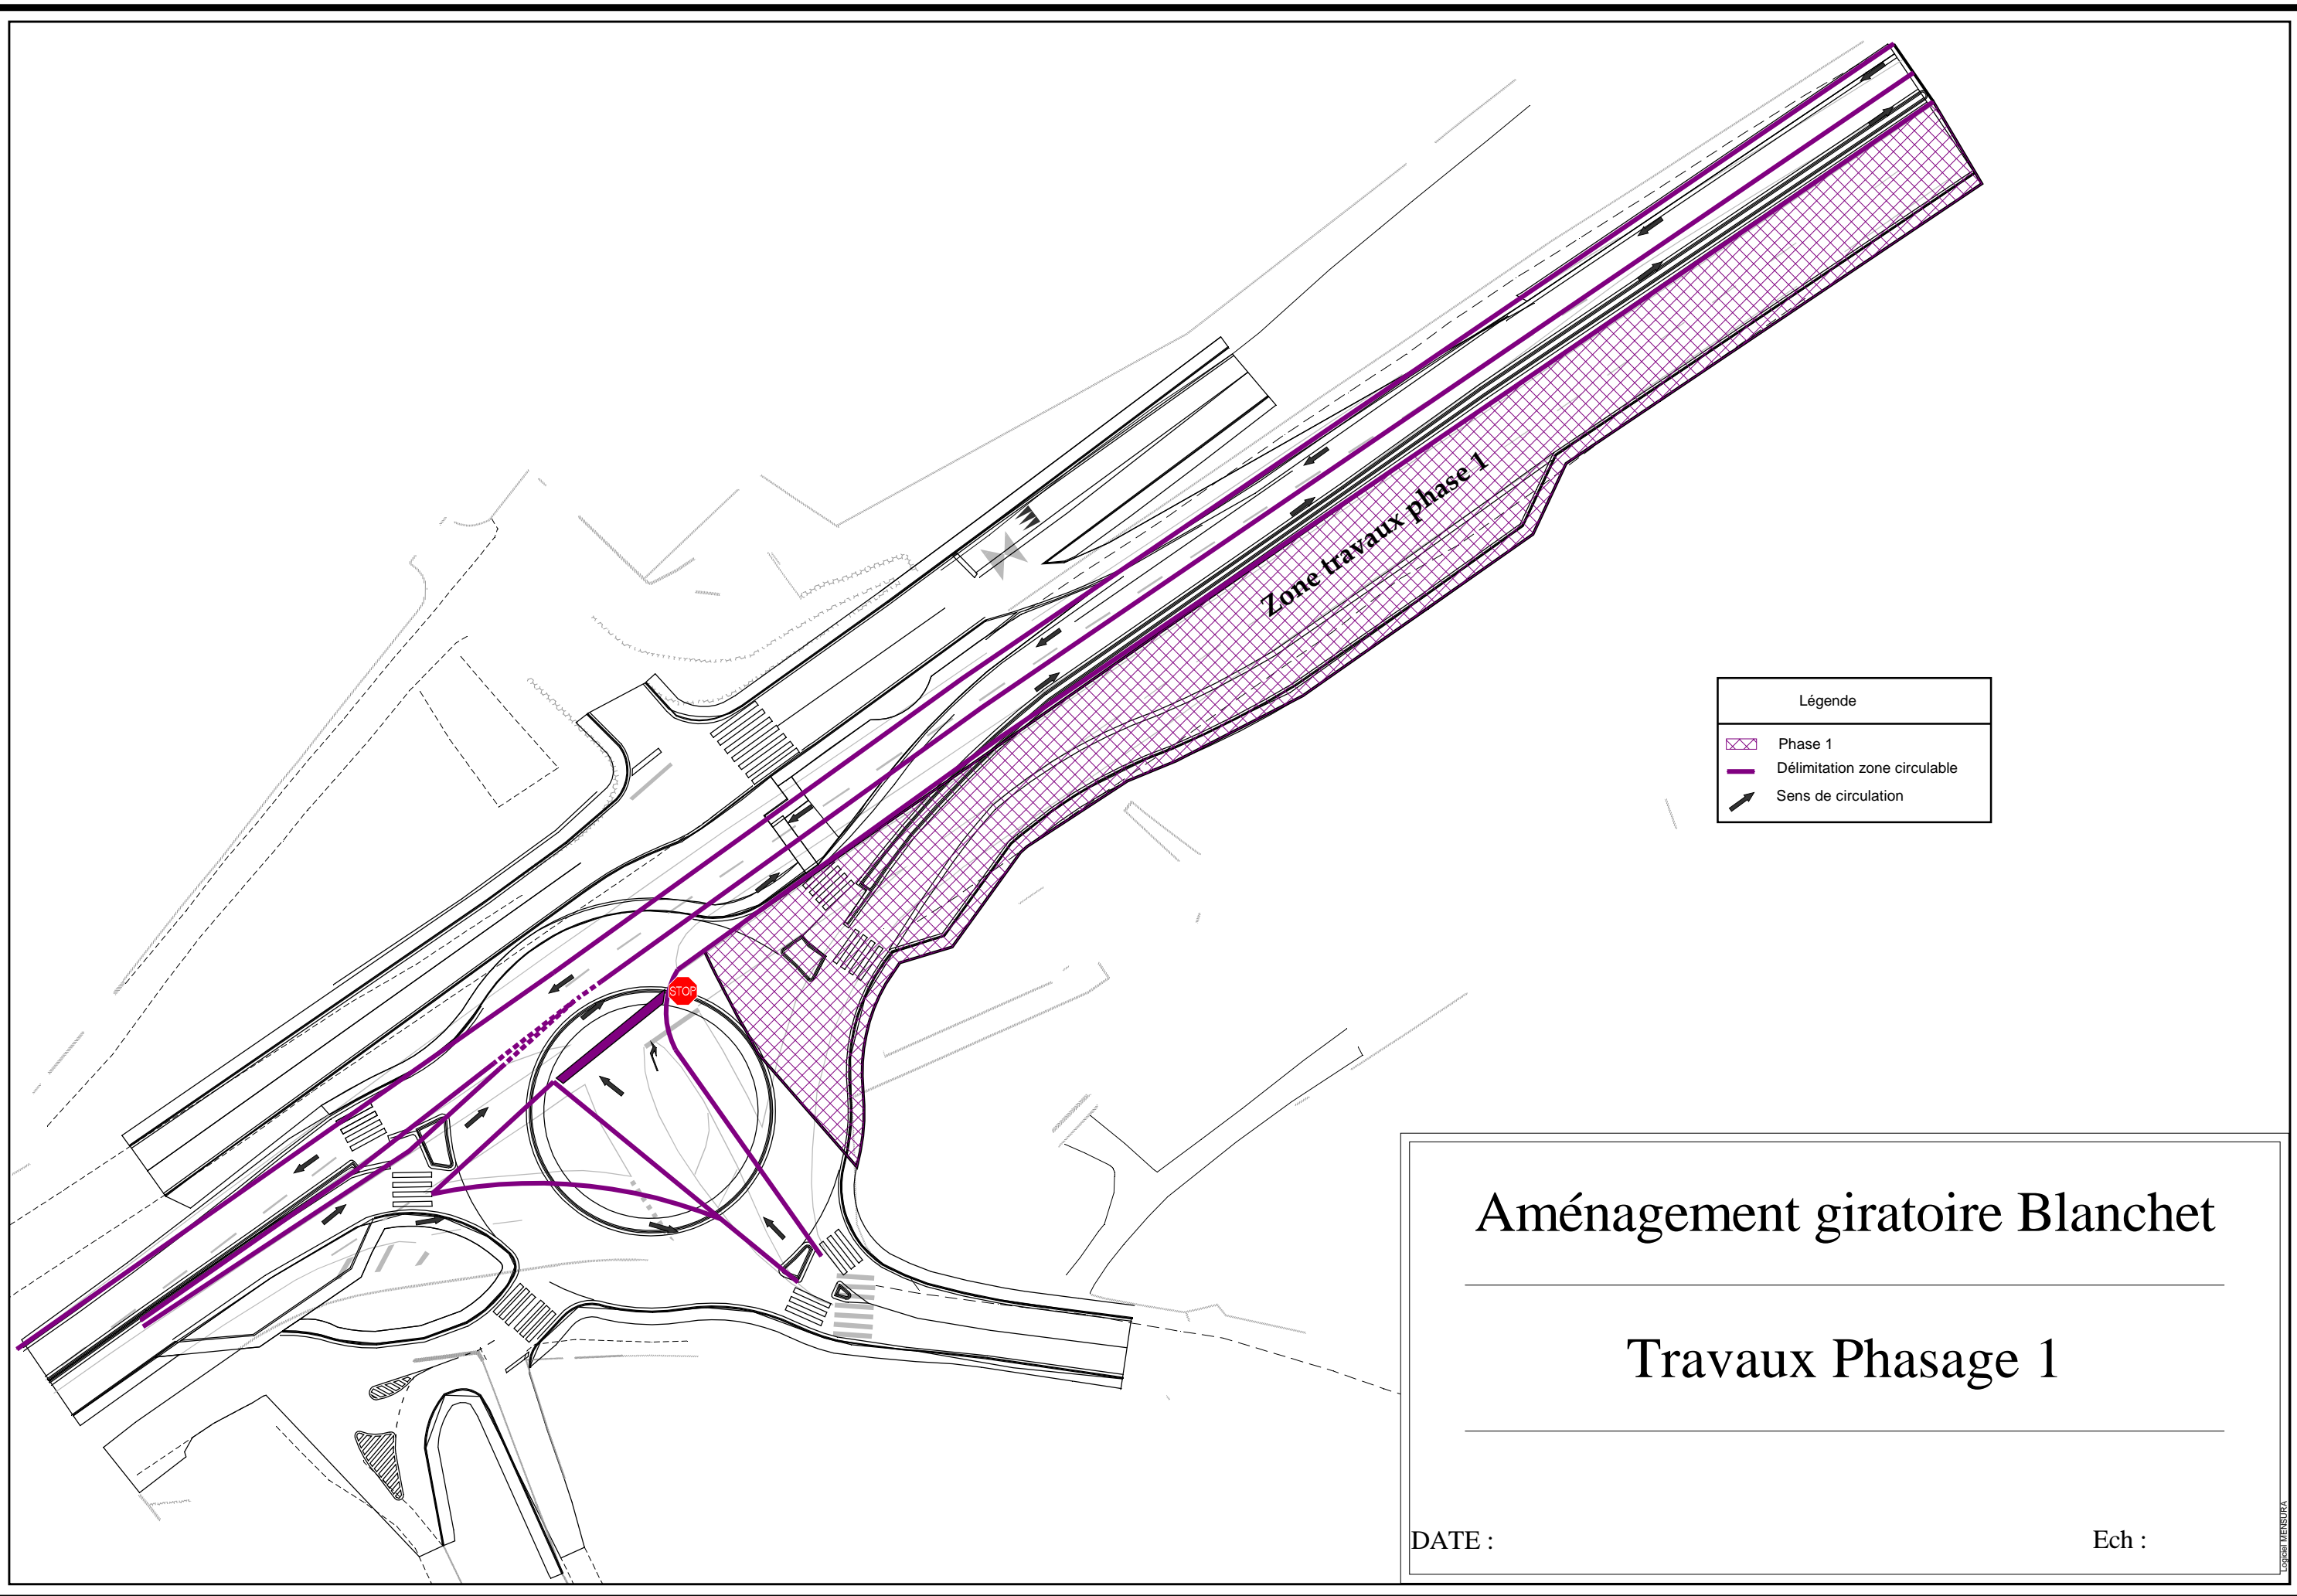 Zone travaux phase 1
STOP
Légende
Phase 1
Délimitation zone circulable
Sens de circulation
Aménagement giratoire Blanchet
Travaux Phasage 1
DATE :
Ech :
Logiciel MENSURA